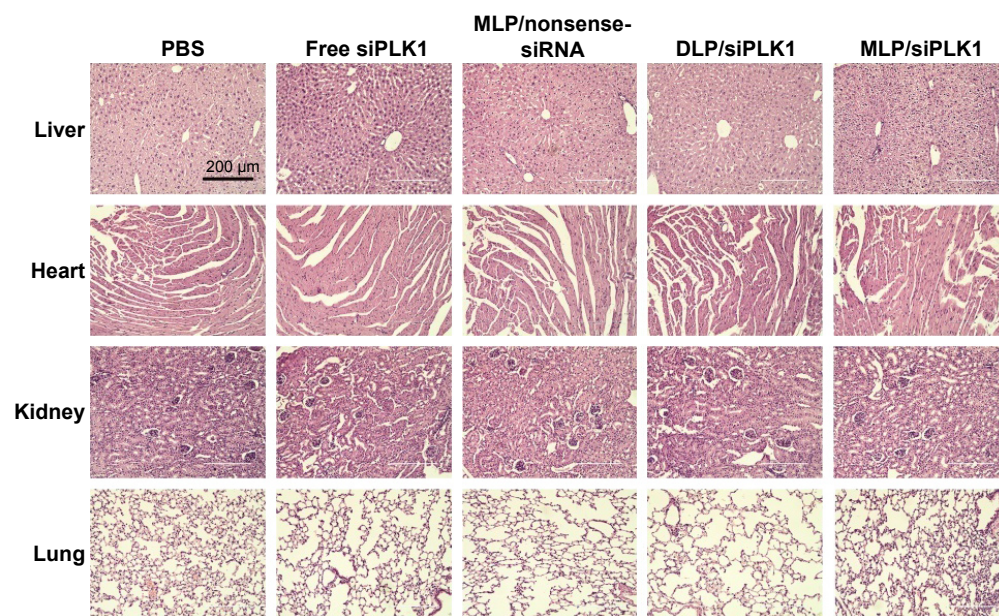 PBS
Free siPLK1
MLP/nonsense-
siRNA
DLP/siPLK1
MLP/siPLK1
Liver
200 µm
Heart
Kidney
Lung